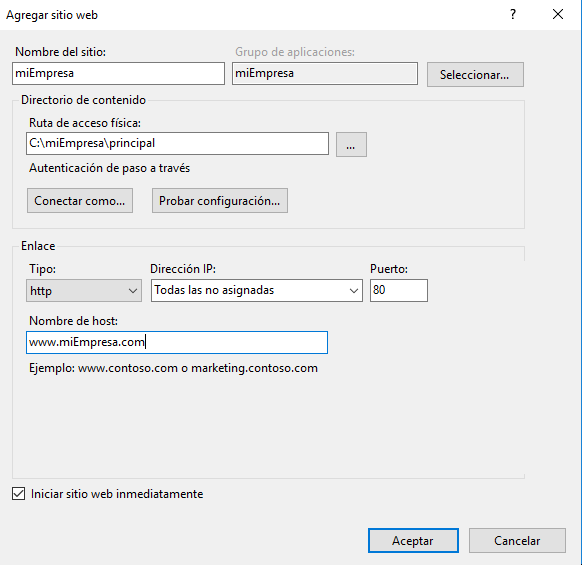 Agregar sitio web ?
Nombre del sitio: Grupo de aplicaciones:
miEmpresa miEmpresa Seleccionar...
Directorio de contenido
Ruta de acceso física:
C:\miEmpresa\principal ...
Autenticación de paso a través
Conectar como... Probar configuración...
Enlace
Tipo: Dirección IP: Puerto:
http Todas las no asignadas 80
Nombre de host:
www.miEmpresa.com
Ejemplo: www.contoso.com o marketing.contoso.com
Iniciar sitio web inmediatamente
Aceptar Cancelar